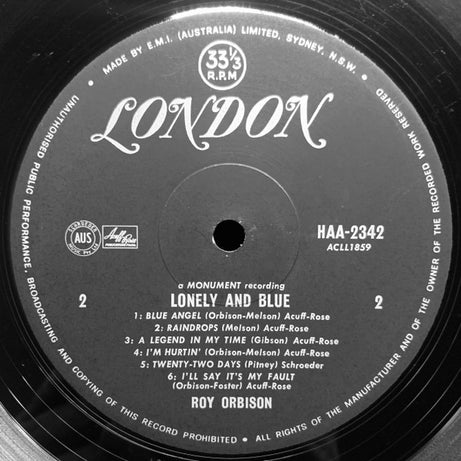 MADE BY E.M.I. (AUSTRALIA) LIMITED, SYDNEY, N.S.W. •
33⅓
R.P.M
LONDON
HAA-2342
ACLL1859
AUS
a MONUMENT recording
LONELY AND BLUE
2
2
1: BLUE ANGEL (Orbison-Melson) Acuff-Rose
2: RAINDROPS (Melson) Acuff-Rose
3: A LEGEND IN MY TIME (Gibson) Acuff-Rose
4: I'M HURTIN' (Orbison-Melson) Acuff-Rose
5: TWENTY-TWO DAYS (Pitney) Schroeder
6: I'LL SAY IT'S MY FAULT
(Orbison-Foster) Acuff-Rose
ROY ORBISON
ALL RIGHTS OF THE MANUFACTURER AND OF THE OWNER OF THE RECORDED WORK RESERVED
UNAUTHORISED PUBLIC PERFORMANCE, BROADCASTING AND COPYING OF THIS RECORD PROHIBITED •